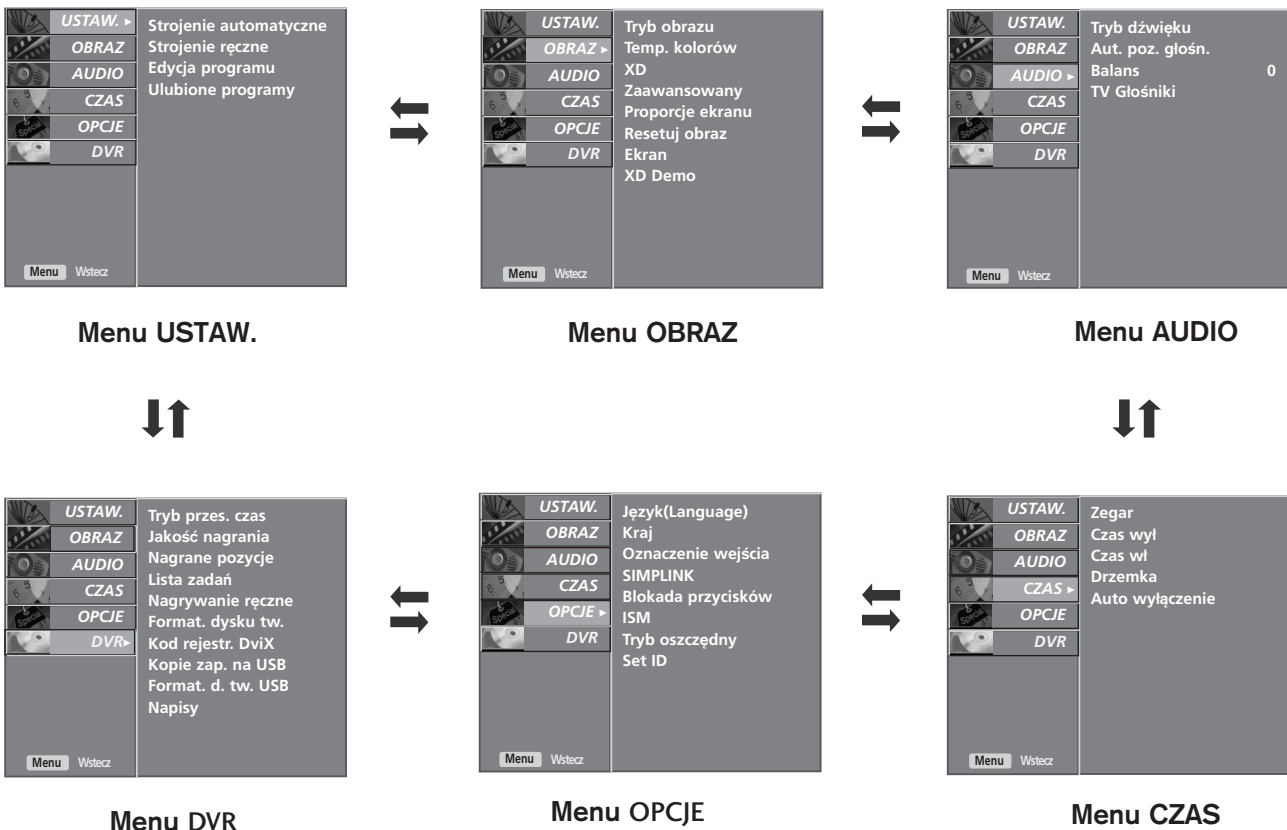 USTAW.
OBRAZ
AUDIO
CZAS
OPCJE
DVR
Strojenie automatyczne
Strojenie ręczne
Edycja programu
Ulubione programy
Menu Wstecz
Menu USTAW.
USTAW.
OBRAZ
AUDIO
CZAS
OPCJE
DVR
Tryb obrazu
Temp. kolorów
XD
Zaawansowany
Proporcje ekranu
Resetuj obraz
Ekran
XD Demo
Menu Wstecz
Menu OBRAZ
USTAW.
OBRAZ
AUDIO
CZAS
OPCJE
DVR
Tryb dźwięku
Aut. poz. głośn.
Balans 0
TV Głośniki
Menu Wstecz
Menu AUDIO
USTAW.
OBRAZ
AUDIO
CZAS
OPCJE
DVR
Tryb przes. czas
Jakość nagrania
Nagrane pozycje
Lista zadań
Nagrywanie ręczne
Format. dysku tw.
Kod rejestr. DviX
Kopie zap. na USB
Format. d. tw. USB
Napisy
Menu Wstecz
Menu DVR
USTAW.
OBRAZ
AUDIO
CZAS
OPCJE
DVR
Język(Language)
Kraj
Oznaczenie wejścia
SIMPLINK
Blokada przycisków
ISM
Tryb oszczędny
Set ID
Menu Wstecz
Menu OPCJE
USTAW.
OBRAZ
AUDIO
CZAS
OPCJE
DVR
Zegar
Czas wył
Czas wł
Drzemka
Auto wyłączenie
Menu Wstecz
Menu CZAS